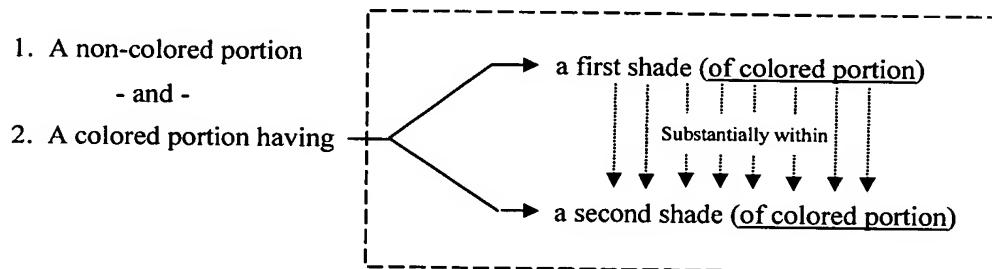 1. A non-colored portion
- and -
2. A colored portion having
a first shade (of colored portion)
Substantially within
a second shade (of colored portion)